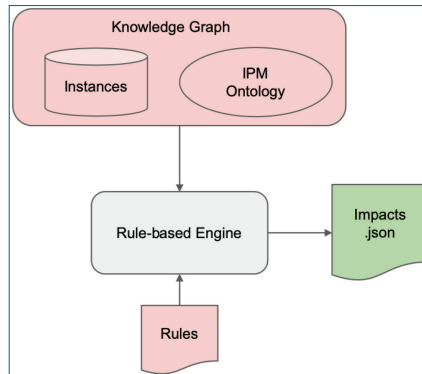 Knowledge Graph
Instances
IPM
Ontology
Rule-based Engine
Impacts
.json
Rules